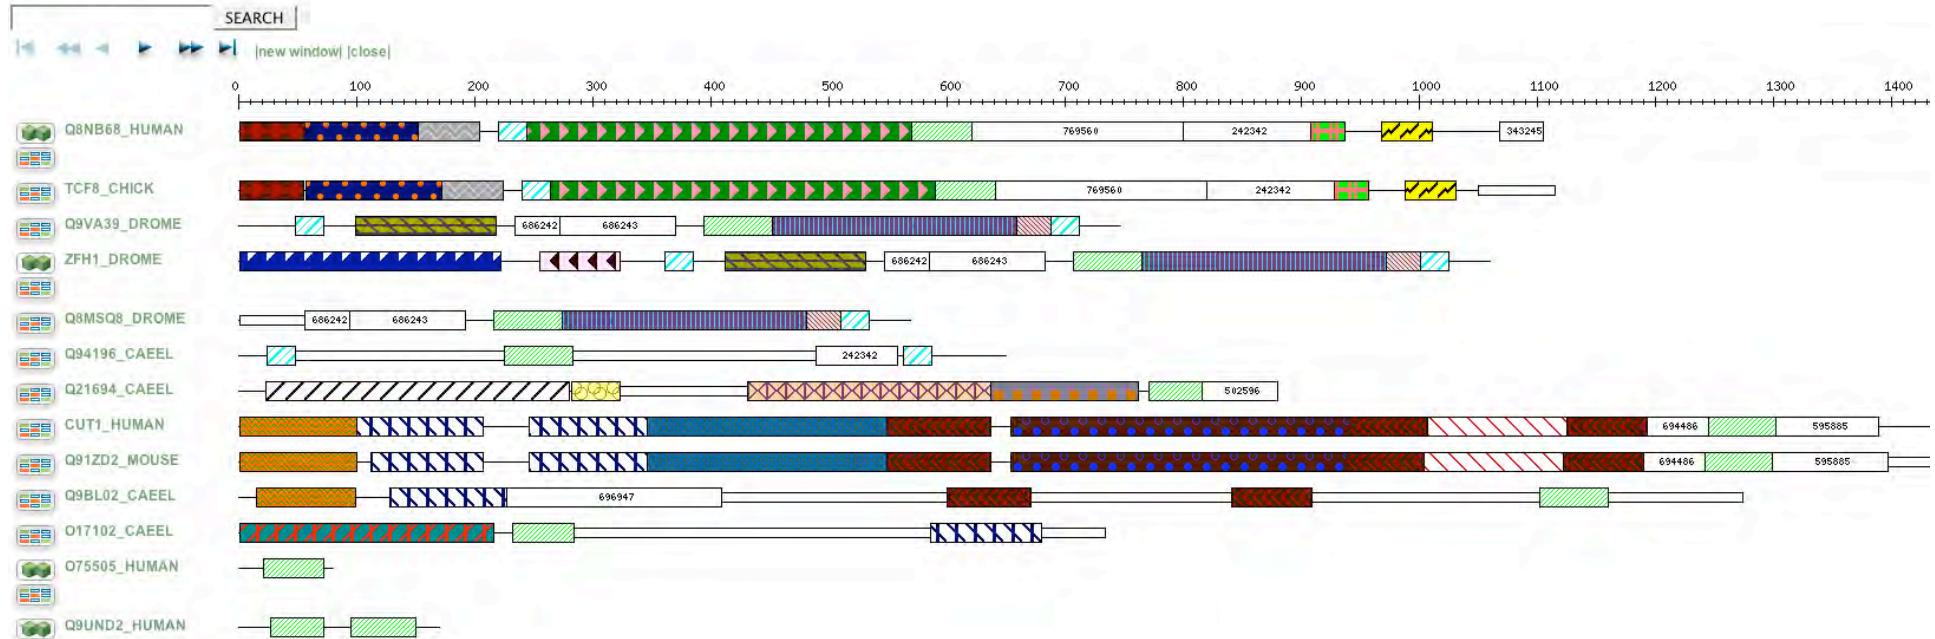 SEARCH
|new window| |close|
0 100 200 300 400 500 600 700 800 900 1000 1100 1200 1300 1400
Q8NB68_HUMAN 769560 242342 343245
TCF8_CHICK 769560 242342
Q9VA39_DROME 686242 686243
ZFH1_DROME 686242 686243
Q8MSQ8_DROME 686242 686243
Q94196_CAEEL 242342
Q21694_CAEEL 502596
CUT1_HUMAN 694486 595885
Q91ZD2_MOUSE 694486 595885
Q9BL02_CAEEL 696947
O17102_CAEEL
O75505_HUMAN
Q9UND2_HUMAN